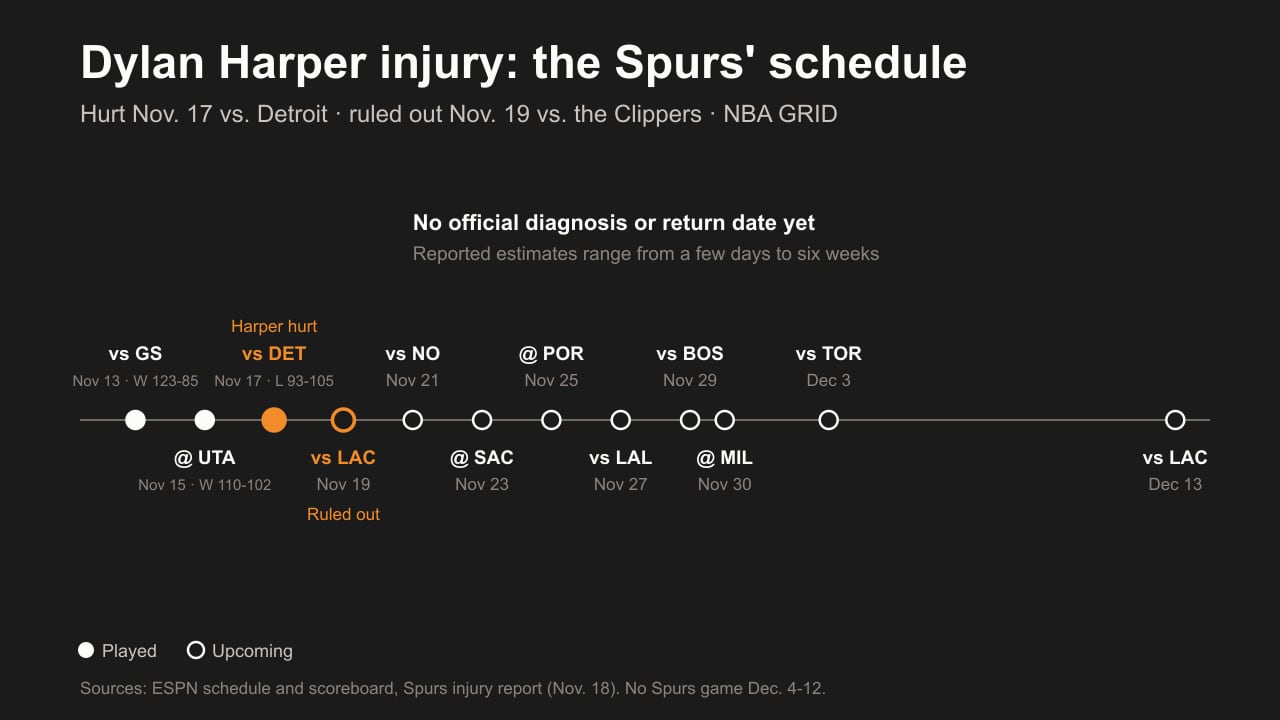 Dylan Harper injury: the Spurs' schedule
Hurt Nov. 17 vs. Detroit · ruled out Nov. 19 vs. the Clippers · NBA GRID
No official diagnosis or return date yet
Reported estimates range from a few days to six weeks
Harper hurt
vs GS vs DET vs NO @ POR vs BOS vs TOR
Nov 13 · W 123-85 Nov 17 · L 93-105 Nov 21 Nov 25 Nov 29 Dec 3
@ UTA vs LAC @ SAC vs LAL @ MIL vs LAC
Nov 15 · W 110-102 Nov 19 Nov 23 Nov 27 Nov 30 Dec 13
Ruled out
Played Upcoming
Sources: ESPN schedule and scoreboard, Spurs injury report (Nov. 18). No Spurs game Dec. 4-12.